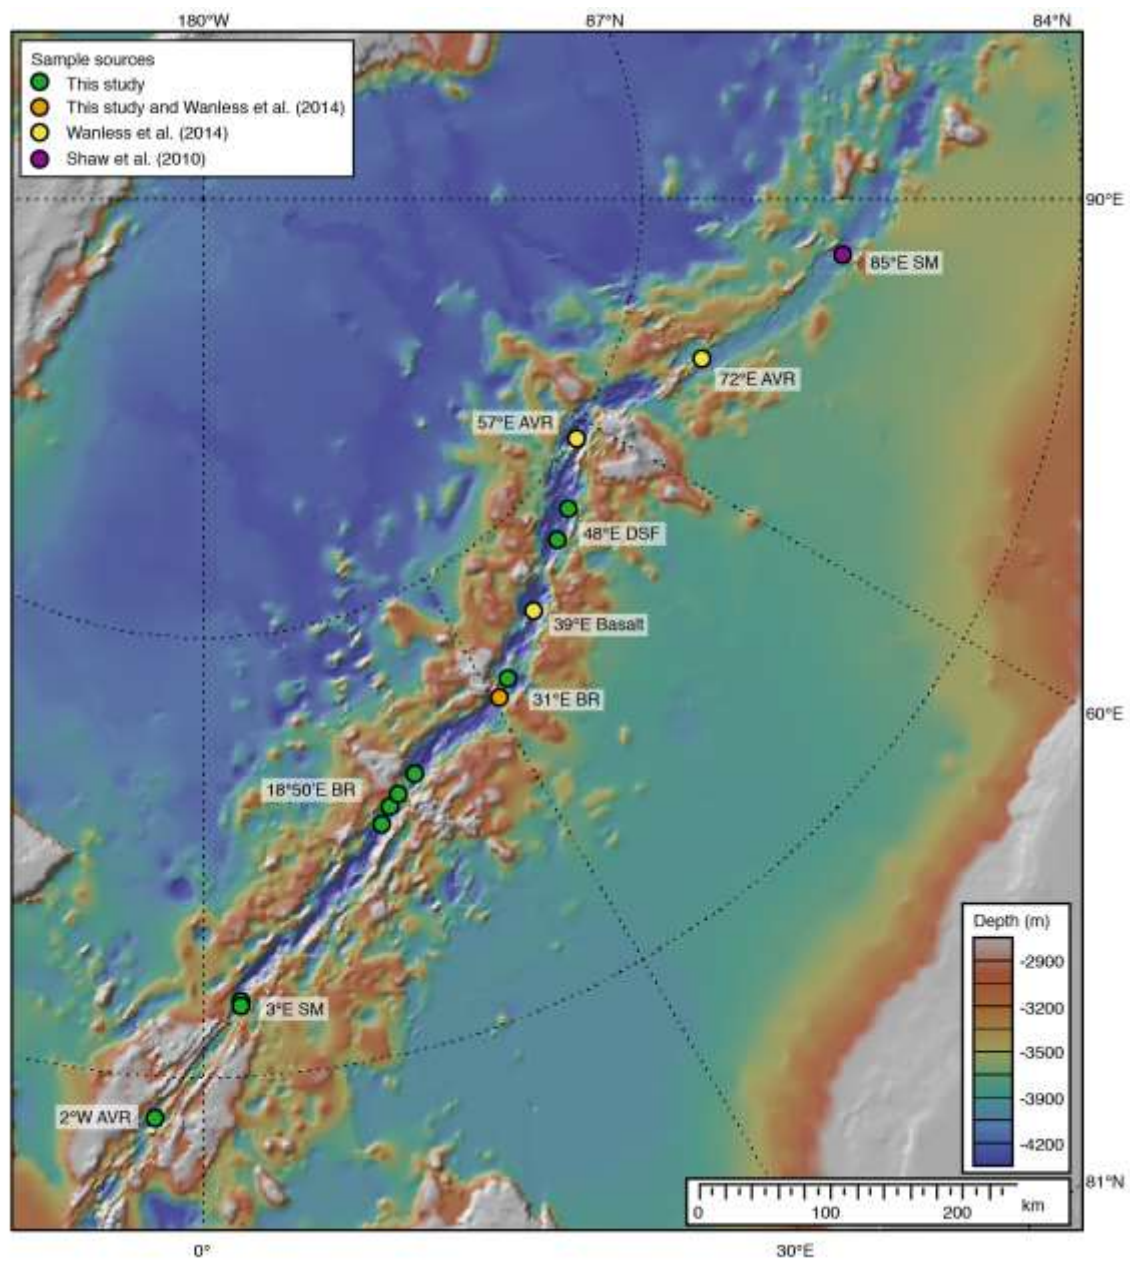 180°W
87°N
84°N
Sample sources
This study
This study and Wanless et al. (2014)
Wanless et al. (2014)
Shaw et al. (2010)
90°E
85°E SM
72°E AVR
57°E AVR
48°E DSF
39°E Basalt
31°E BR
60°E
18°50'E BR
Depth (m)
-2900
-3200
3°E SM
-3500
-3900
2°W AVR
-4200
81°N
0
100
200
km
0°
30°E